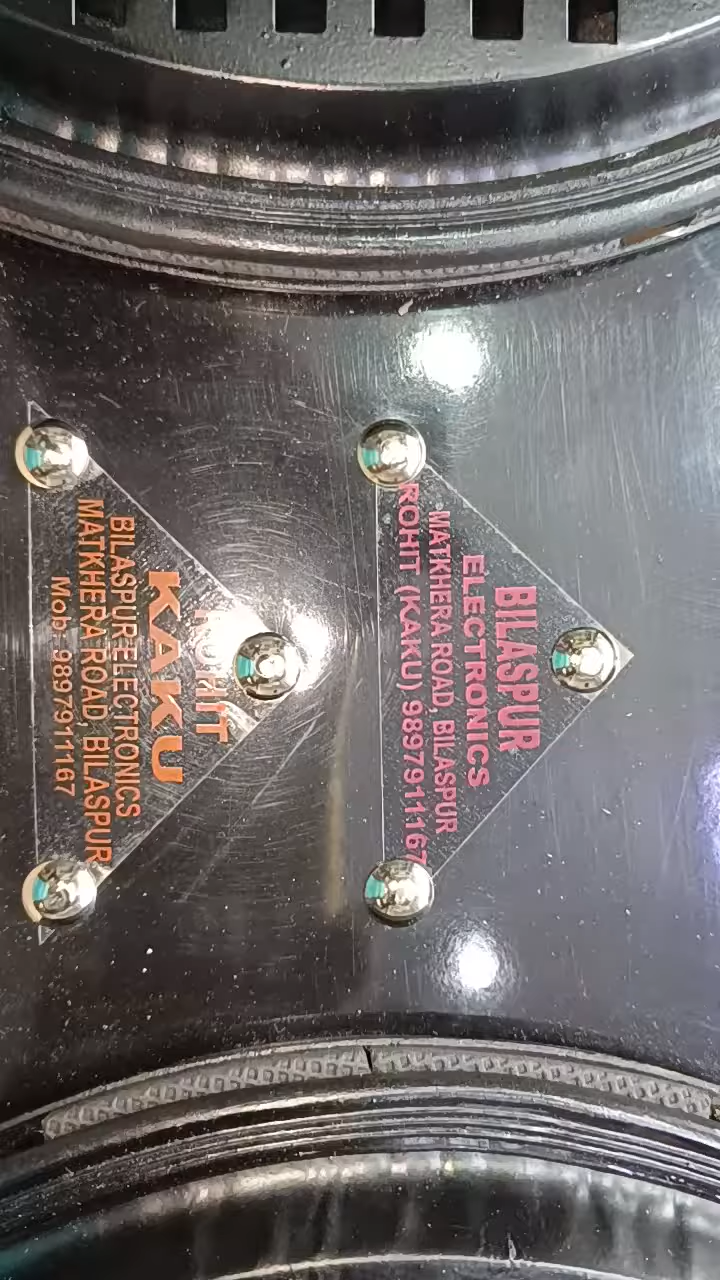 BILASPUR
ELECTRONICS
MATKHERA ROAD, BILASPUR
ROHIT (KAKU) 9897911167
ROHIT
KAKU
BILASPUR ELECTRONICS
MATKHERA ROAD, BILASPUR
Mob: 9897911167